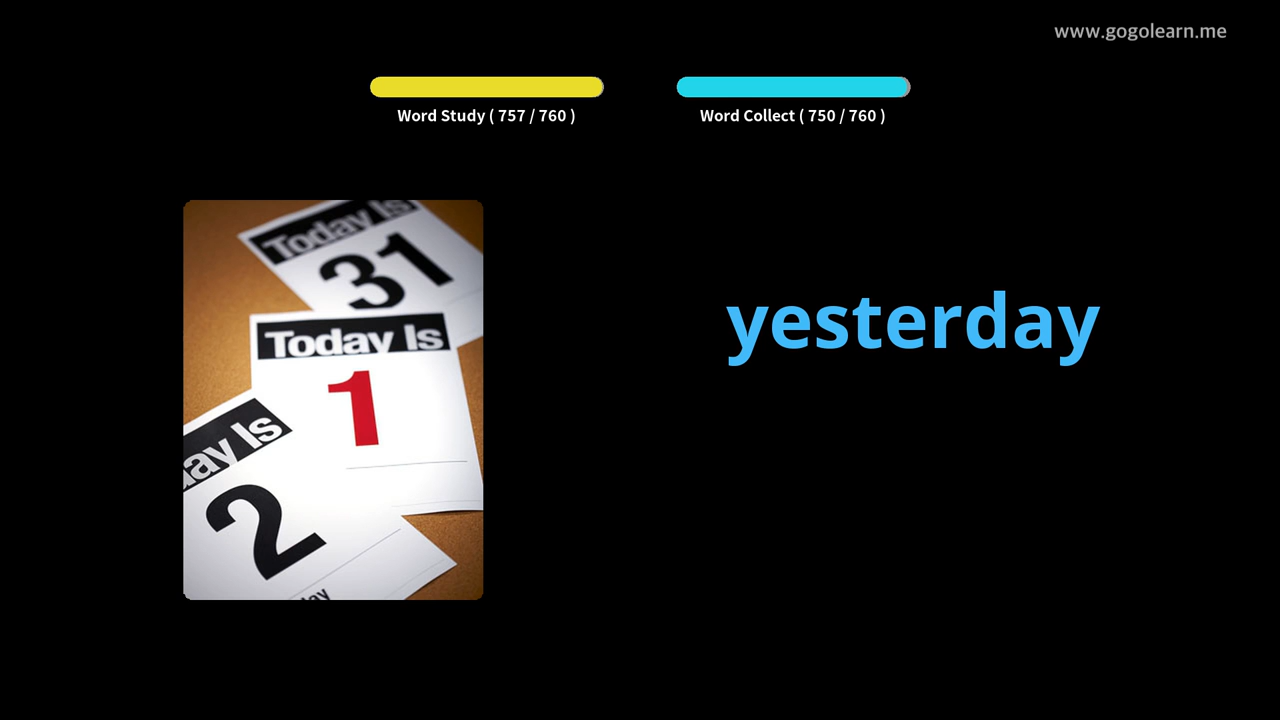 www.gogolearn.me
Word Study ( 757 / 760 )
Word Collect ( 750 / 760 )
Today Is
31
Today Is
1
yesterday
ay Is
2